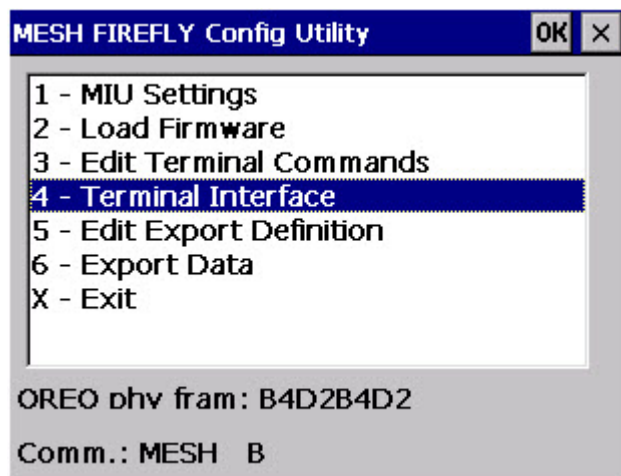 MESH FIREFLY Config Utility OK ×
1 - MIU Settings
2 - Load Firmware
3 - Edit Terminal Commands
4 - Terminal Interface
5 - Edit Export Definition
6 - Export Data
X - Exit
OREO phy fram: B4D2B4D2
Comm.: MESH B